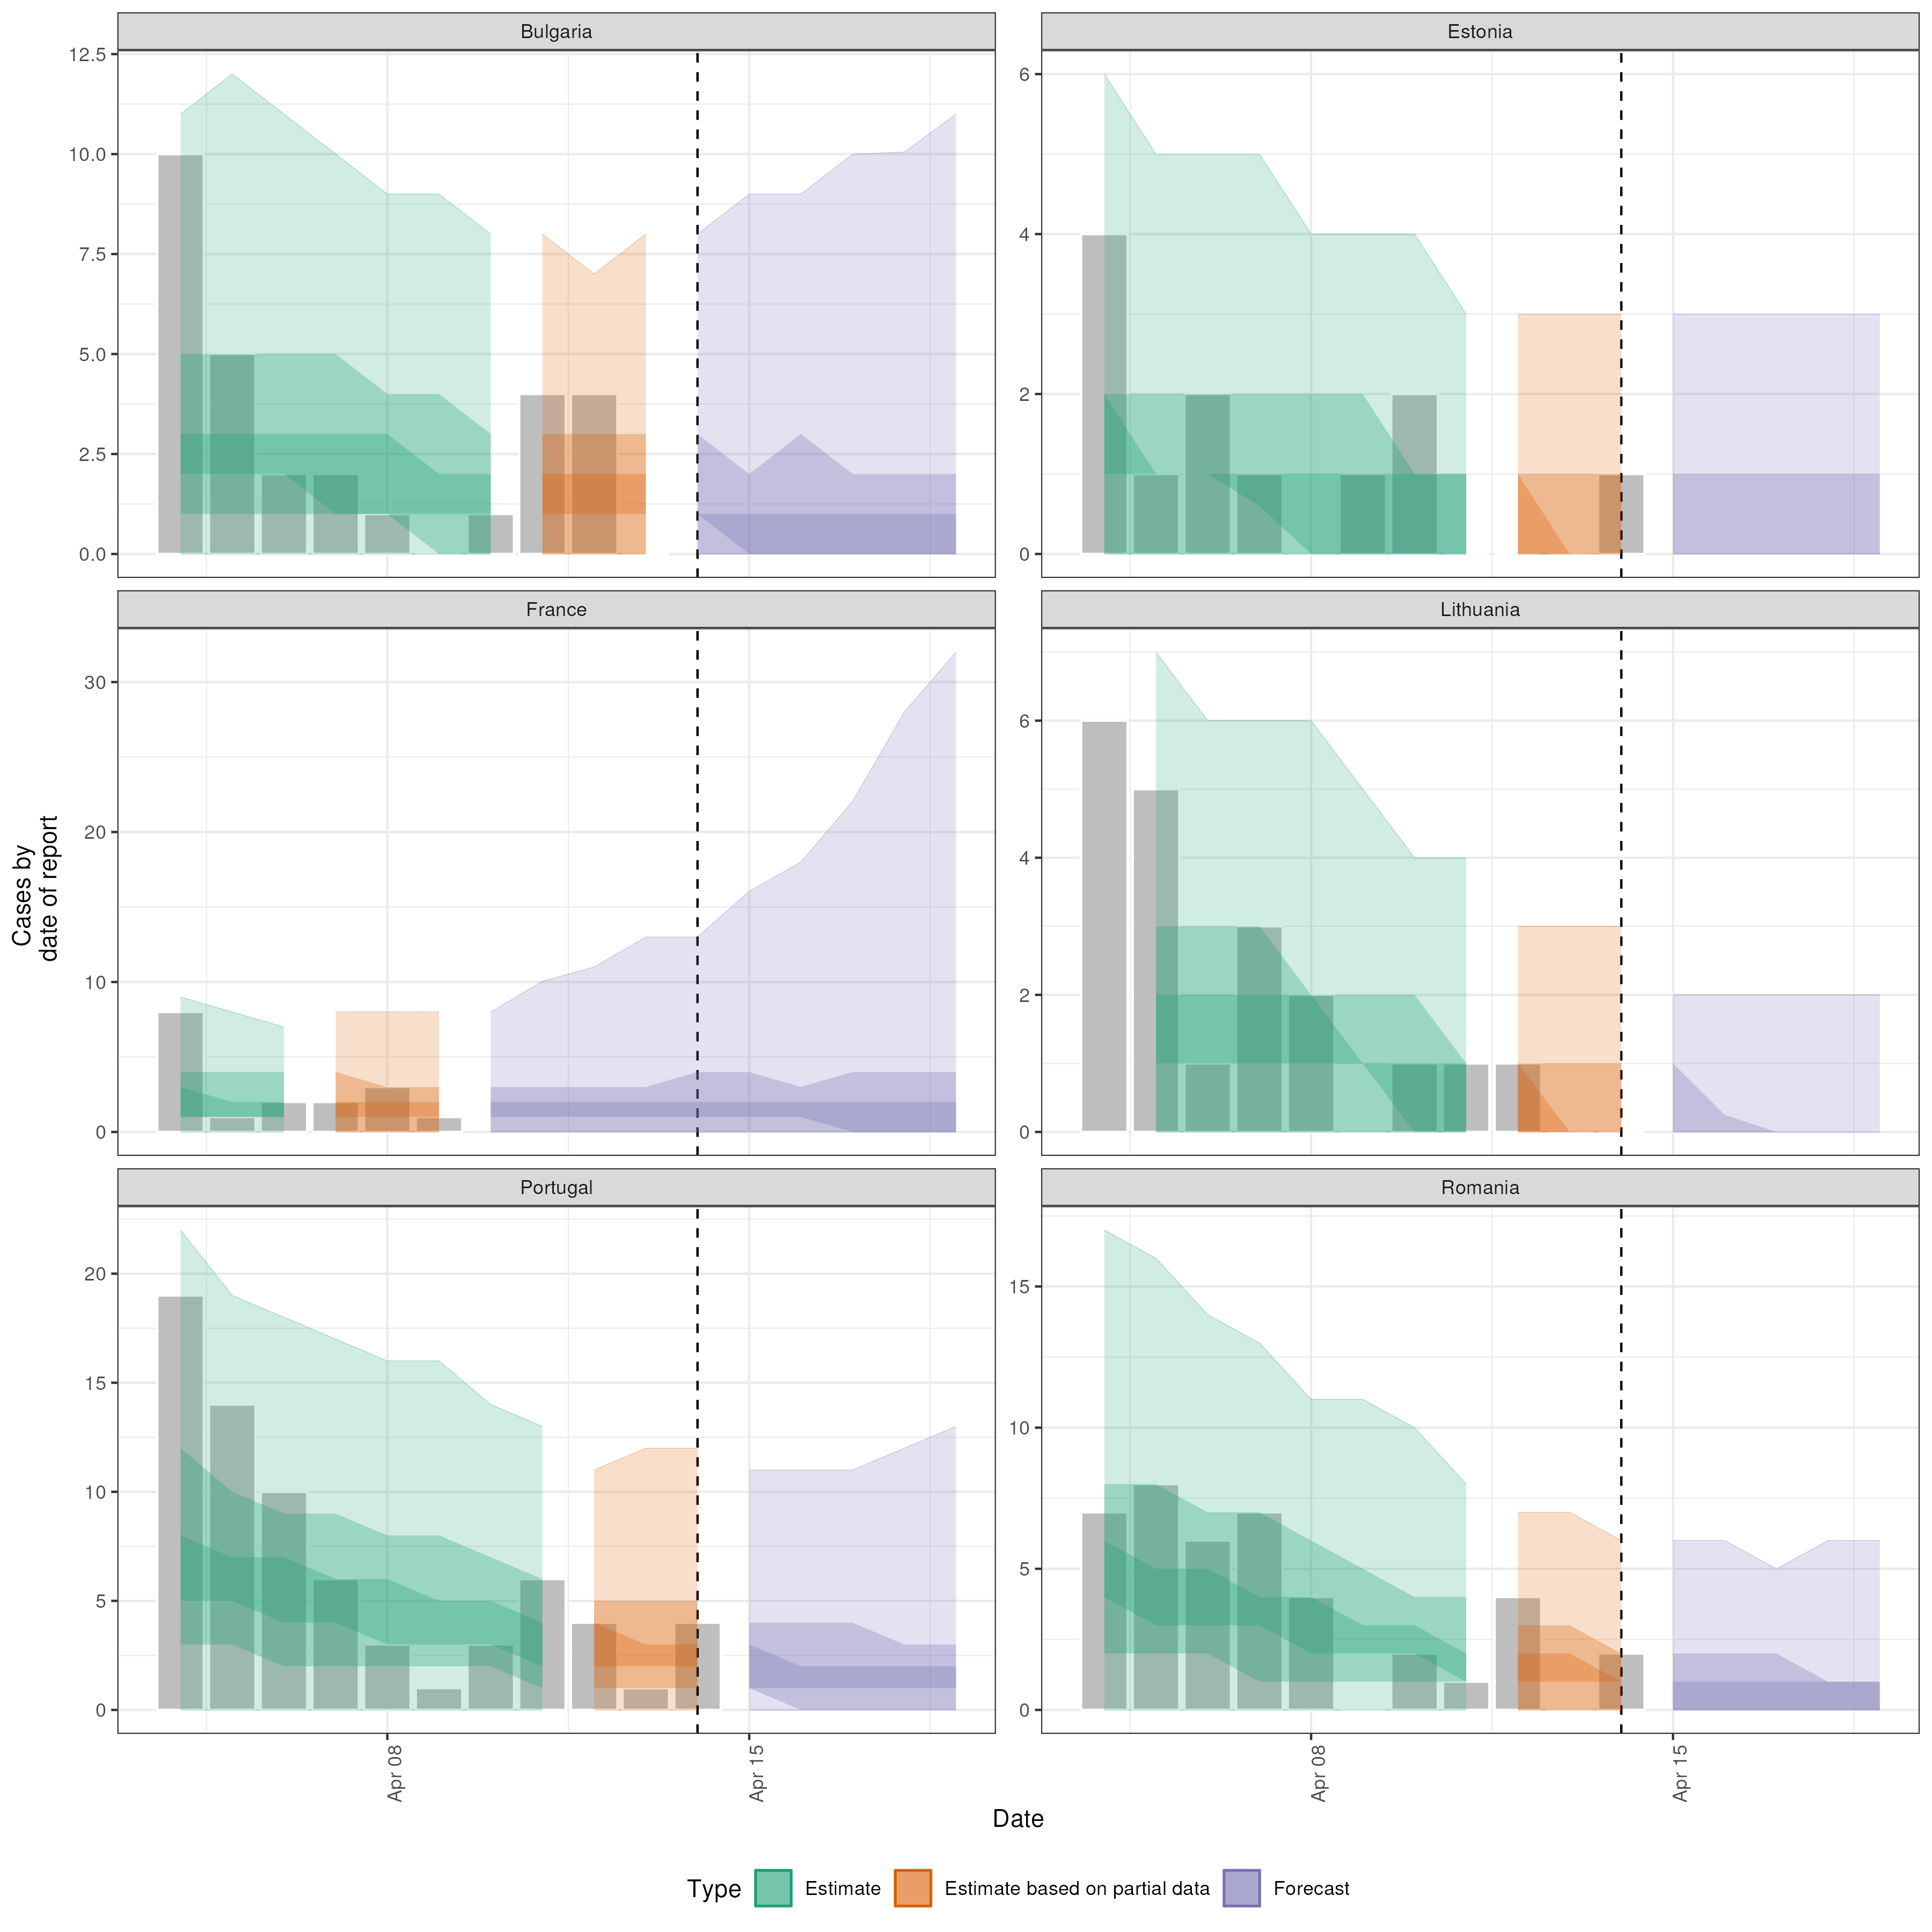 Bulgaria
Estonia
12.5
10.0
7.5
5.0
2.5
0.0
6
4
2
0
France
Lithuania
30
20
10
0
6
4
2
0
Cases by
date of report
Portugal
Romania
20
15
10
5
0
15
10
5
0
Apr 08
Apr 15
Apr 08
Apr 15
Date
Type
Estimate
Estimate based on partial data
Forecast